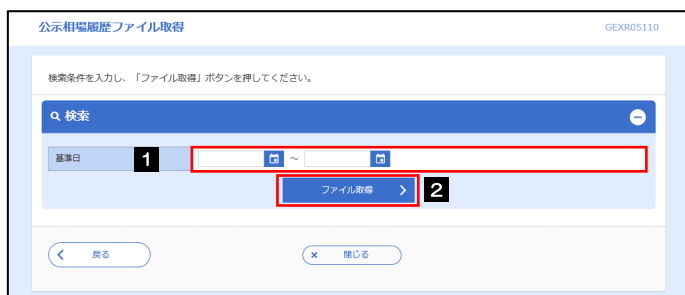 公示相場履歴ファイル取得 GEXR05110
検索条件を入力し、「ファイル取得」ボタンを押してください。
検索
基準日 1 ～
ファイル取得 2
戻る × 閉じる